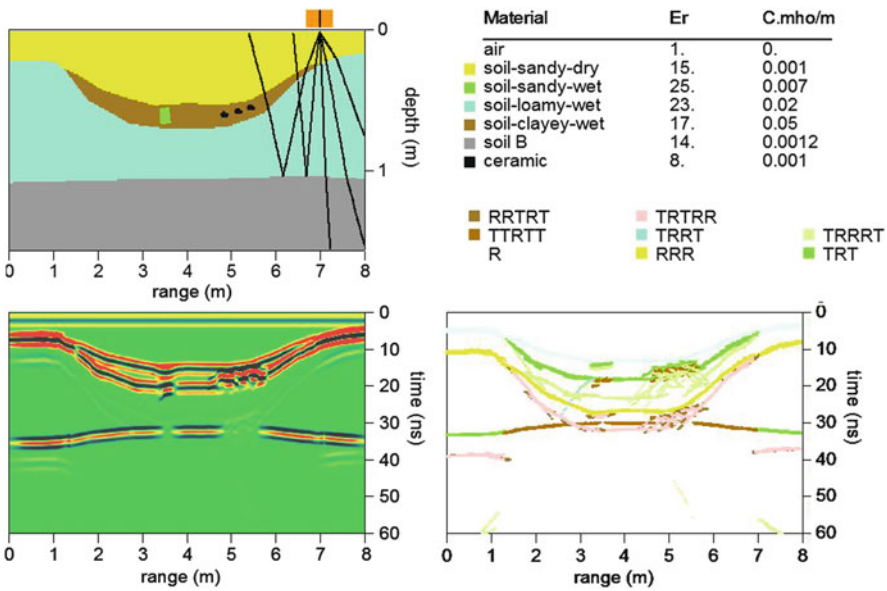 0
1
depth (m)
0 1 2 3 4 5 6 7 8
range (m)
Material Er C.mho/m
air 1. 0.
soil-sandy-dry 15. 0.001
soil-sandy-wet 25. 0.007
soil-loamy-wet 23. 0.02
soil-clayey-wet 17. 0.05
soil B 14. 0.0012
ceramic 8. 0.001
RRTRT TRTRR
TTRTT TRRT TRRRT
R RRR TRT
0
10
20
30
40
50
60
time (ns)
0 1 2 3 4 5 6 7 8
range (m)
0
10
20
30
40
50
60
time (ns)
0 1 2 3 4 5 6 7 8
range (m)